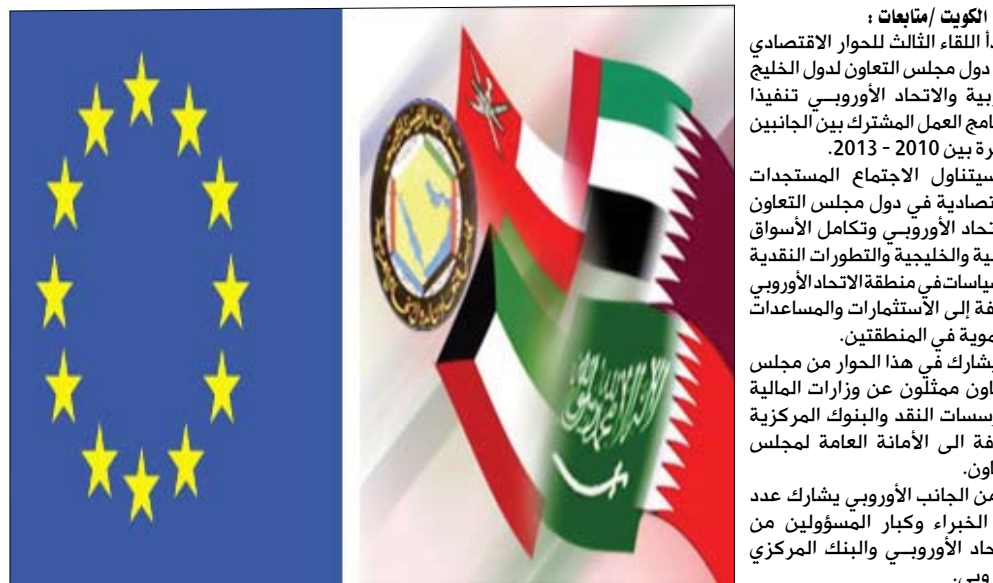 الكويت /متابعات :
دأ اللقاء الثالث للحوار الاقتصادي
دول مجلس التعاون لدول الخليج
ربية والاتحاد الأوروبي تنفيذا
نامج العمل المشترك بين الجانبين
رة بين 2010 - 2013.
سيتناول الاجتماع المستجدات
تصادية في دول مجلس التعاون
تحاد الأوروبي وتكامل الأسواق
بية والخليجية والتطورات النقدية
سياسات في منطقة الاتحاد الأوروبي
فة إلى الاستثمارات والمساعدات
موية في المنطقتين.
يشارك في هذا الحوار من مجلس
اون ممثلون عن وزارات المالية
سسات النقد والبنوك المركزية
فة الى الأمانة العامة لمجلس
اون.
من الجانب الأوروبي يشارك عدد
الخبراء وكبار المسؤولين من
حاد الأوروبي والبنك المركزي
روبي.